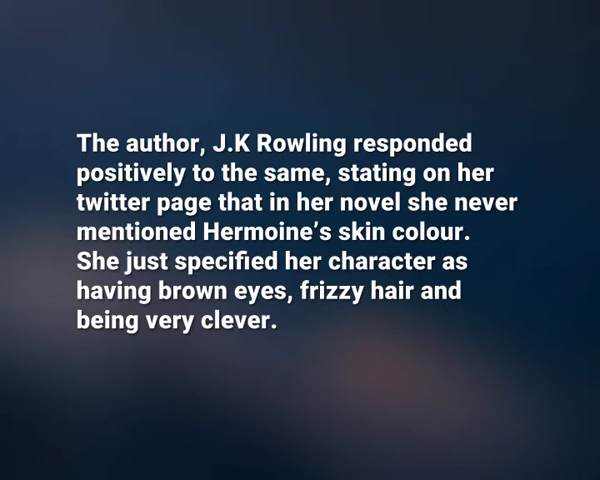 The author, J.K Rowling responded
positively to the same, stating on her
twitter page that in her novel she never
mentioned Hermoine’s skin colour.
She just specified her character as
having brown eyes, frizzy hair and
being very clever.